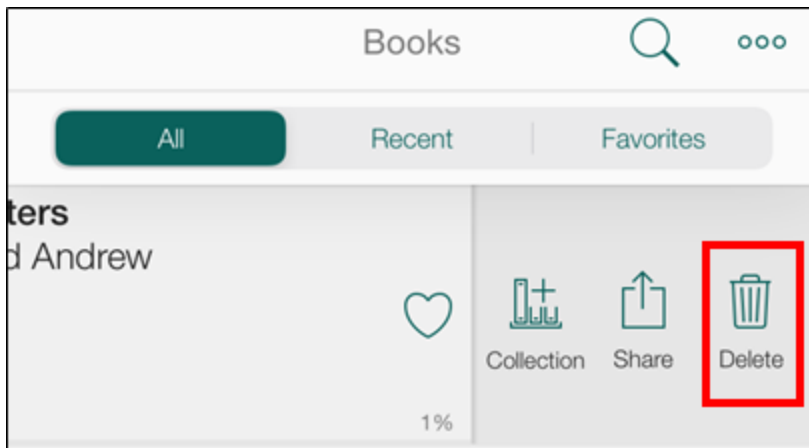 Books
All Recent Favorites
ters
d Andrew
Collection Share Delete
1%